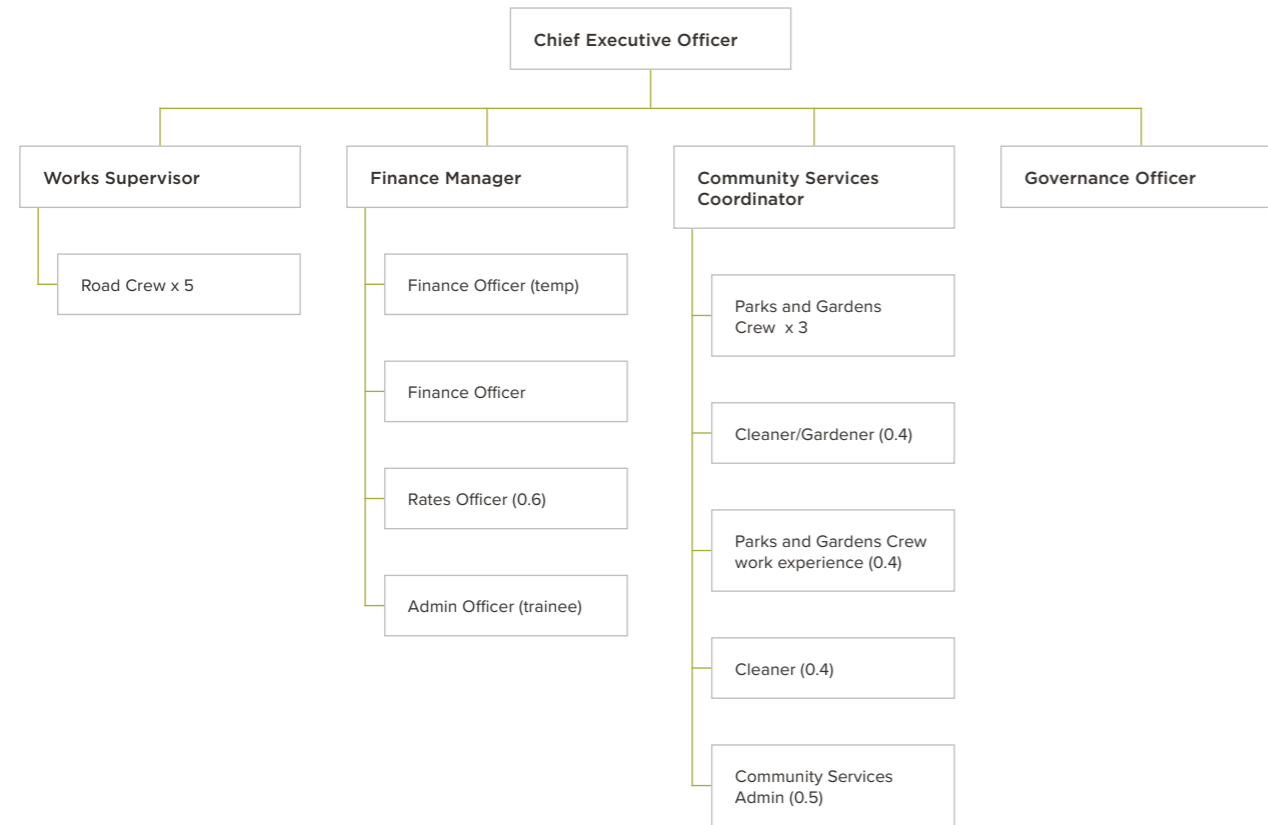 Chief Executive Officer
Works Supervisor
Road Crew x 5
Finance Manager
Finance Officer (temp)
Finance Officer
Rates Officer (0.6)
Admin Officer (trainee)
Community Services
Coordinator
Parks and Gardens
Crew  x 3
Cleaner/Gardener (0.4)
Parks and Gardens Crew
work experience (0.4)
Cleaner (0.4)
Community Services
Admin (0.5)
Governance Officer